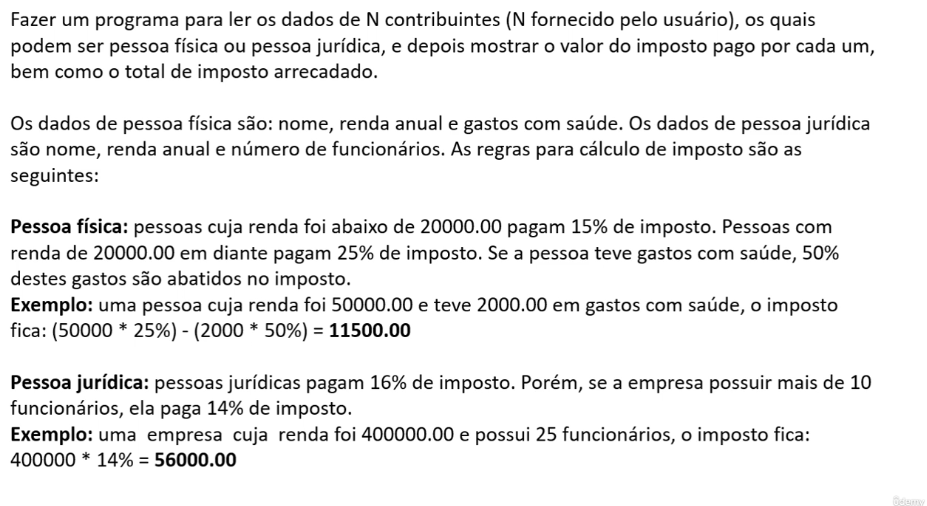 Fazer um programa para ler os dados de N contribuintes (N fornecido pelo usuário), os quais
podem ser pessoa física ou pessoa jurídica, e depois mostrar o valor do imposto pago por cada um,
bem como o total de imposto arrecadado.
Os dados de pessoa física são: nome, renda anual e gastos com saúde. Os dados de pessoa jurídica
são nome, renda anual e número de funcionários. As regras para cálculo de imposto são as
seguintes:
Pessoa física: pessoas cuja renda foi abaixo de 20000.00 pagam 15% de imposto. Pessoas com
renda de 20000.00 em diante pagam 25% de imposto. Se a pessoa teve gastos com saúde, 50%
destes gastos são abatidos no imposto.
Exemplo: uma pessoa cuja renda foi 50000.00 e teve 2000.00 em gastos com saúde, o imposto
fica: (50000 * 25%) - (2000 * 50%) = 11500.00
Pessoa jurídica: pessoas jurídicas pagam 16% de imposto. Porém, se a empresa possuir mais de 10
funcionários, ela paga 14% de imposto.
Exemplo: uma empresa cuja renda foi 400000.00 e possui 25 funcionários, o imposto fica:
400000 * 14% = 56000.00
Udemy